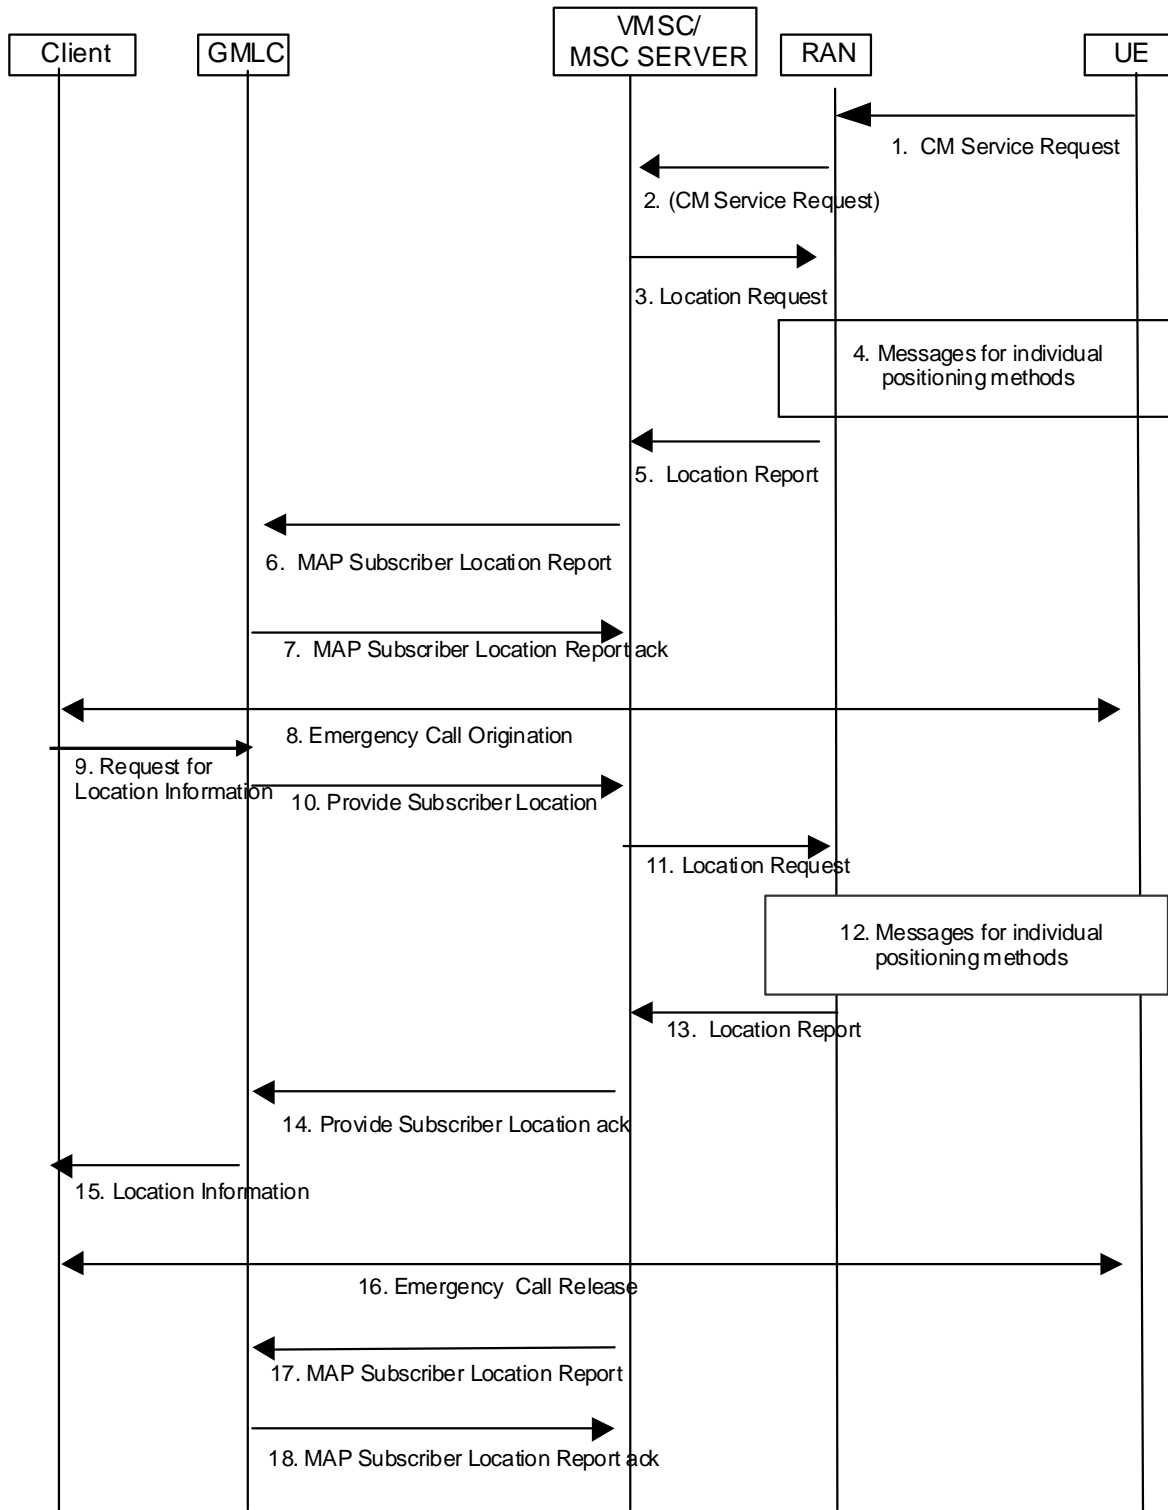 Client
GMLC
VMSC/
MSC SERVER
RAN
UE
1. CM Service Request
2. (CM Service Request)
3. Location Request
4. Messages for individual
positioning methods
5. Location Report
6. MAP Subscriber Location Report
7. MAP Subscriber Location Report ack
8. Emergency Call Origination
9. Request for
Location Information
10. Provide Subscriber Location
11. Location Request
12. Messages for individual
positioning methods
13. Location Report
14. Provide Subscriber Location ack
15. Location Information
16. Emergency Call Release
17. MAP Subscriber Location Report
18. MAP Subscriber Location Report ack